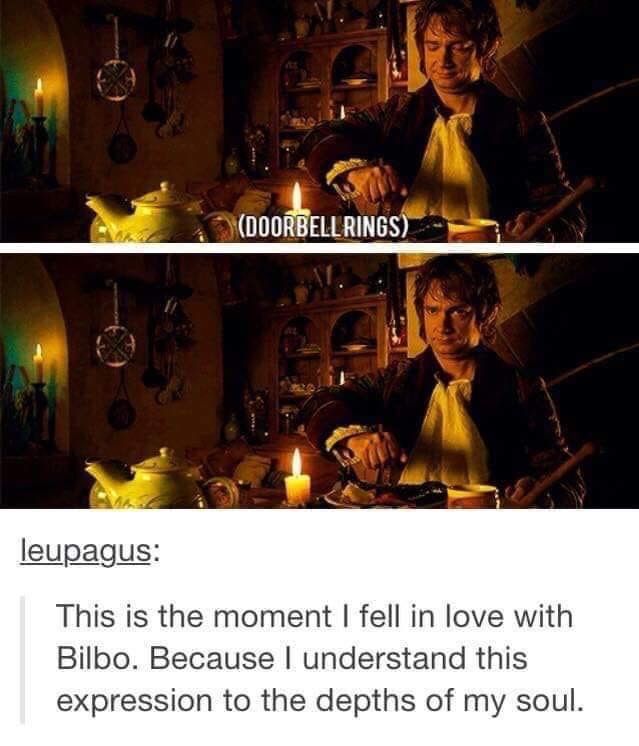 (DOORBELL RINGS)
leupagus:
This is the moment I fell in love with
Bilbo. Because I understand this
expression to the depths of my soul.